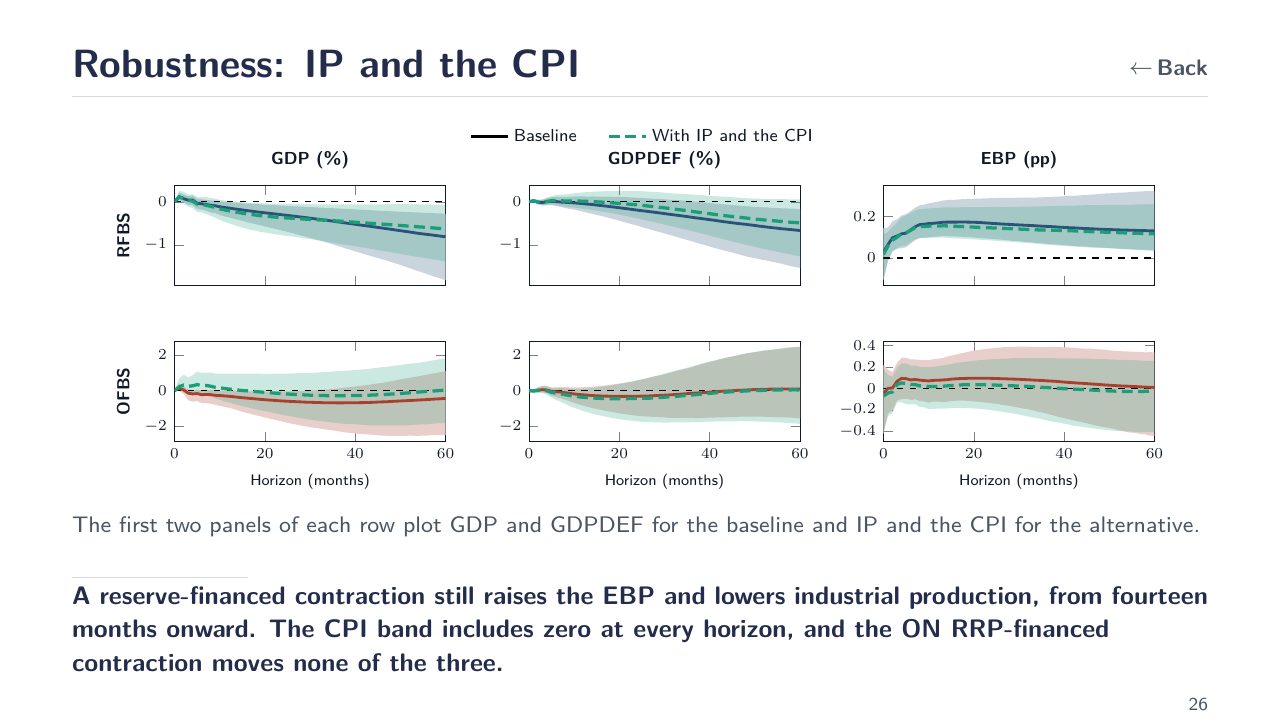 Robustness: IP and the CPI
← Back
Baseline
With IP and the CPI
GDP (%)
GDPDEF (%)
EBP (pp)
RFBS
0
−1
0
−1
0.2
0
OFBS
2
0
−2
2
0
−2
0.4
0.2
0
−0.2
−0.4
0 20 40 60
0 20 40 60
0 20 40 60
Horizon (months)
Horizon (months)
Horizon (months)
The first two panels of each row plot GDP and GDPDEF for the baseline and IP and the CPI for the alternative.
A reserve-financed contraction still raises the EBP and lowers industrial production, from fourteen
months onward. The CPI band includes zero at every horizon, and the ON RRP-financed
contraction moves none of the three.
26